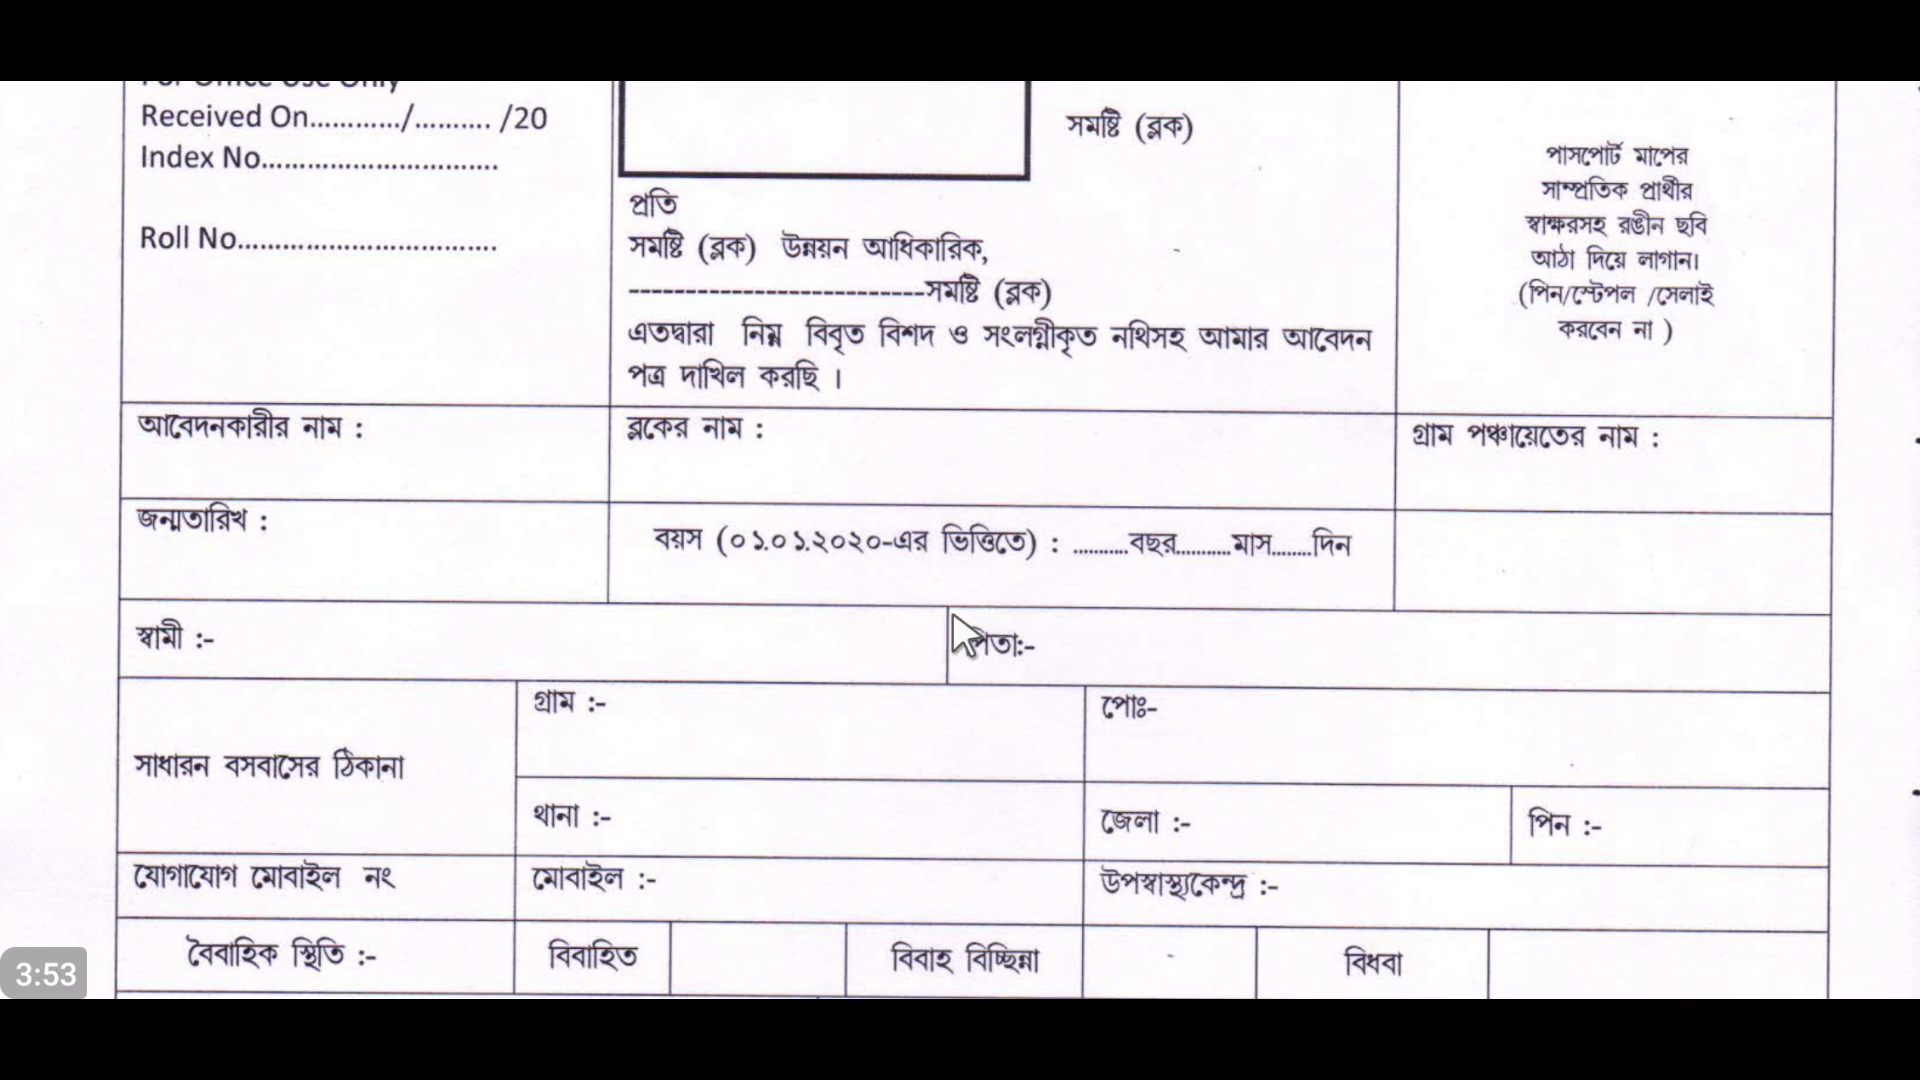 For Office Use Only
Received On............/.......... /20
Index No...............................
Roll No..................................
সমষ্টি (ব্লক)
প্রতি
সমষ্টি (ব্লক) উন্নয়ন আধিকারিক,
--------------------------সমষ্টি (ব্লক)
এতদ্বারা নিম্ন বিবৃত বিশদ ও সংলগ্নীকৃত নথিসহ আমার আবেদন
পত্র দাখিল করছি ।
পাসপোর্ট মাপের
সাম্প্রতিক প্রার্থীর
স্বাক্ষরসহ রঙীন ছবি
আঠা দিয়ে লাগান।
(পিন/স্টেপল /সেলাই
করবেন না )
আবেদনকারীর নাম :
ব্লকের নাম :
গ্রাম পঞ্চায়েতের নাম :
জন্মতারিখ :
বয়স (০১.০১.২০২০-এর ভিত্তিতে) : ..........বছর..........মাস.......দিন
স্বামী :-
পিতা:-
সাধারন বসবাসের ঠিকানা
গ্রাম :-
পোঃ-
থানা :-
জেলা :-
পিন :-
যোগাযোগ মোবাইল নং
মোবাইল :-
উপস্বাস্থ্যকেন্দ্র :-
বৈবাহিক স্থিতি :-
বিবাহিত
বিবাহ বিচ্ছিন্না
বিধবা
3:53